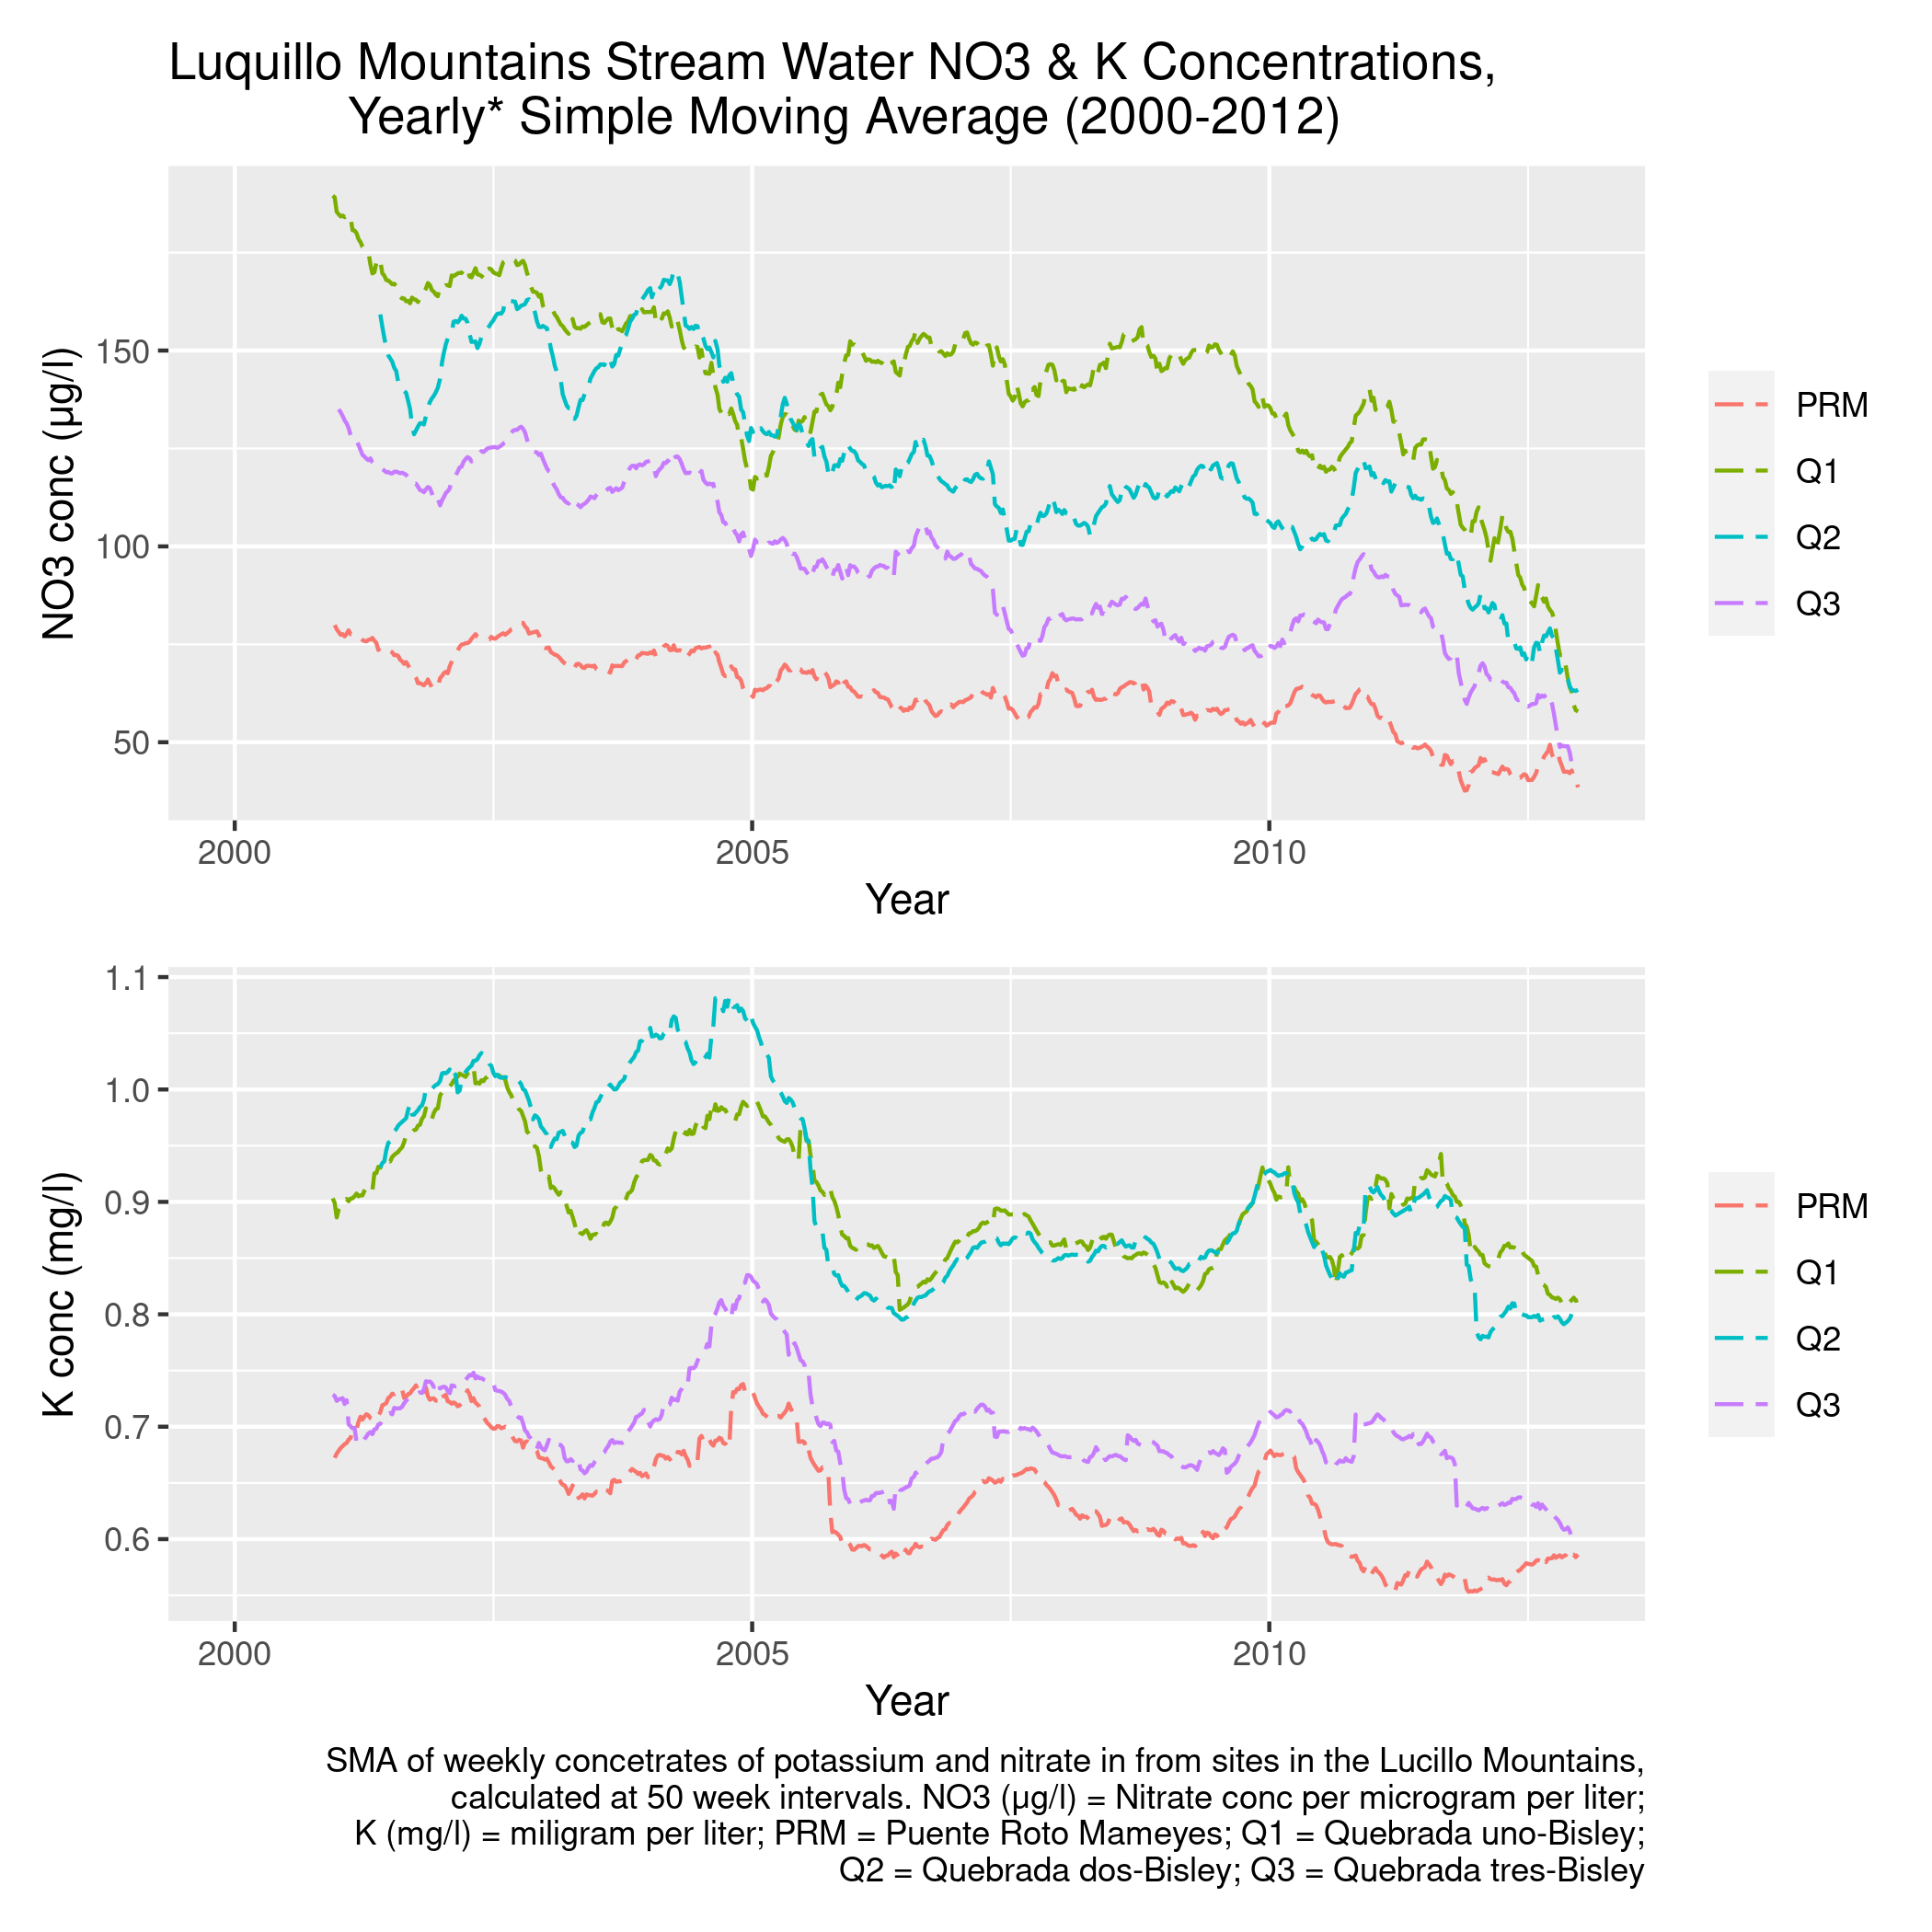 Luquillo Mountains Stream Water NO3 & K Concentrations,
Yearly* Simple Moving Average (2000-2012)
NO3 conc (µg/l)
150
100
50
2000
2005
2010
Year
PRM
Q1
Q2
Q3
K conc (mg/l)
1.1
1.0
0.9
0.8
0.7
0.6
2000
2005
2010
Year
PRM
Q1
Q2
Q3
SMA of weekly concetrates of potassium and nitrate in from sites in the Lucillo Mountains,
calculated at 50 week intervals. NO3 (µg/l) = Nitrate conc per microgram per liter;
K (mg/l) = miligram per liter; PRM = Puente Roto Mameyes; Q1 = Quebrada uno-Bisley;
Q2 = Quebrada dos-Bisley; Q3 = Quebrada tres-Bisley